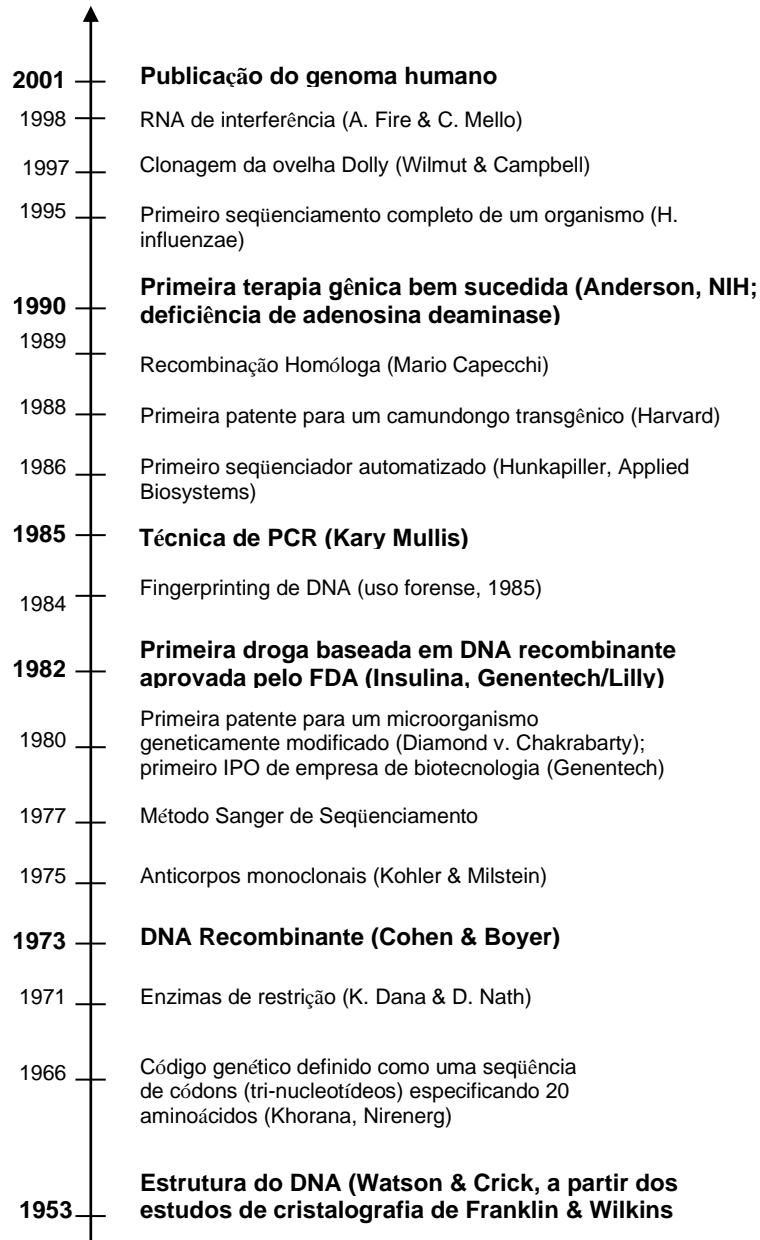 2001 Publicação do genoma humano
1998 RNA de interferência (A. Fire & C. Mello)
1997 Clonagem da ovelha Dolly (Wilmut & Campbell)
1995 Primeiro seqüenciamento completo de um organismo (H.
influenzae)
Primeira terapia gênica bem sucedida (Anderson, NIH;
1990 deficiência de adenosina deaminase)
1989
Recombinação Homóloga (Mario Capecchi)
1988 Primeira patente para um camundongo transgênico (Harvard)
1986 Primeiro seqüenciador automatizado (Hunkapiller, Applied
Biosystems)
1985 Técnica de PCR (Kary Mullis)
Fingerprinting de DNA (uso forense, 1985)
1984
Primeira droga baseada em DNA recombinante
1982 aprovada pelo FDA (Insulina, Genentech/Lilly)
Primeira patente para um microorganismo
1980 geneticamente modificado (Diamond v. Chakrabarty);
primeiro IPO de empresa de biotecnologia (Genentech)
1977 Método Sanger de Seqüenciamento
1975 Anticorpos monoclonais (Kohler & Milstein)
1973 DNA Recombinante (Cohen & Boyer)
1971 Enzimas de restrição (K. Dana & D. Nath)
1966 Código genético definido como uma seqüência
de códons (tri-nucleotídeos) especificando 20
aminoácidos (Khorana, Nirenerg)
Estrutura do DNA (Watson & Crick, a partir dos
1953 estudos de cristalografia de Franklin & Wilkins